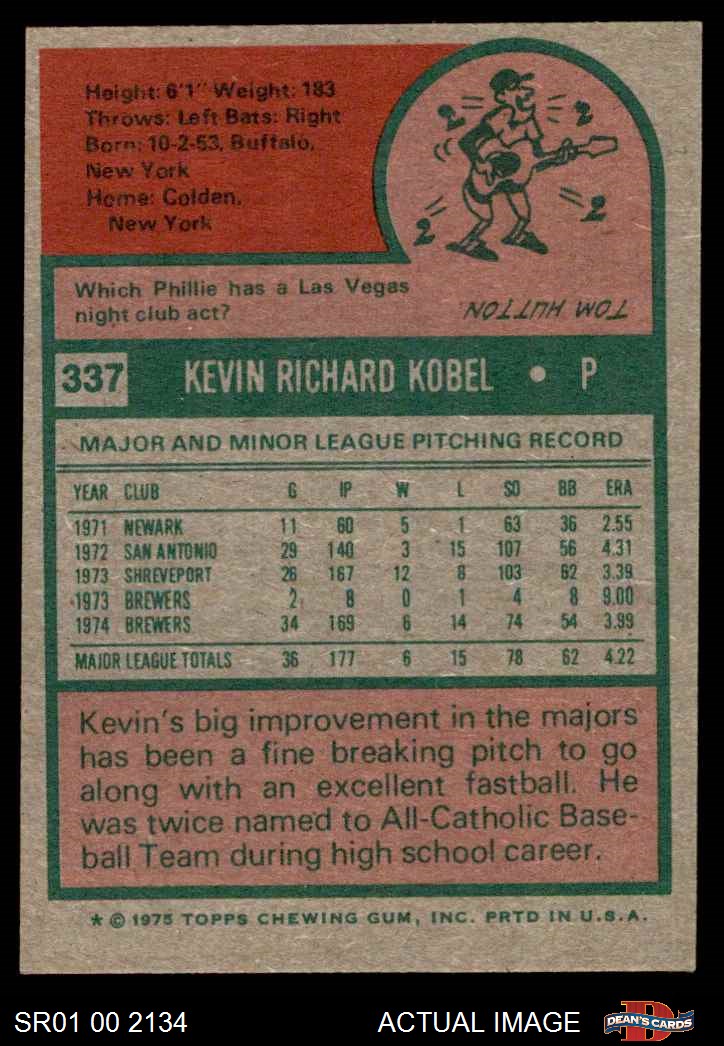 Height: 6'1" Weight: 183
Throws: Left Bats: Right
Born: 10-2-53, Buffalo,
New York
Home: Colden,
New York
2
2
2
2
Which Phillie has a Las Vegas
night club act?
TOM HUTTON
337 KEVIN RICHARD KOBEL • P
MAJOR AND MINOR LEAGUE PITCHING RECORD
YEAR CLUB G IP W L SO BB ERA
1971 NEWARK 11 60 5 1 63 36 2.55
1972 SAN ANTONIO 29 140 3 15 107 56 4.31
1973 SHREVEPORT 26 167 12 8 103 62 3.39
1973 BREWERS 2 8 0 1 4 8 9.00
1974 BREWERS 34 169 6 14 74 54 3.99
MAJOR LEAGUE TOTALS 36 177 6 15 78 62 4.22
Kevin's big improvement in the majors
has been a fine breaking pitch to go
along with an excellent fastball. He
was twice named to All-Catholic Base-
ball Team during high school career.
* © 1975 TOPPS CHEWING GUM, INC. PRTD IN U.S.A.
SR01 00 2134 ACTUAL IMAGE DEAN'S CARDS